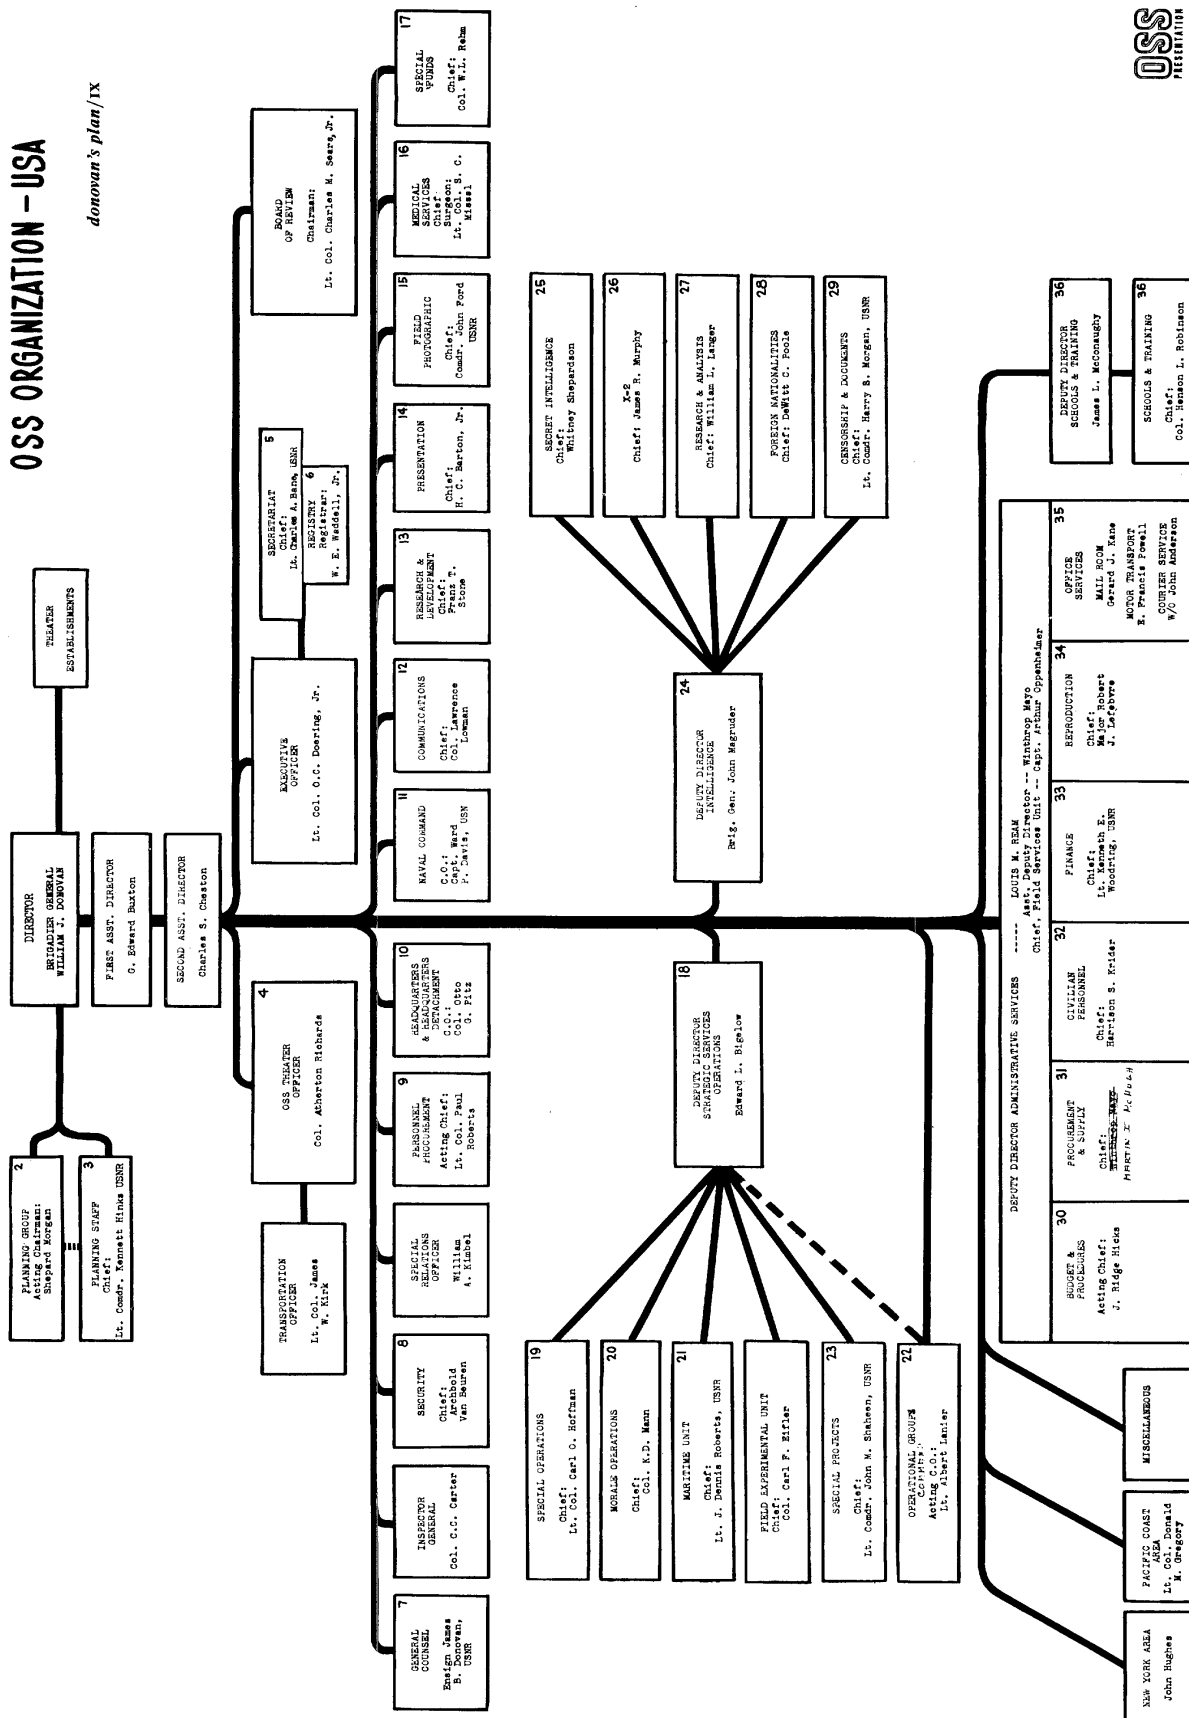 OSS ORGANIZATION - USA
donovan's plan/IX
DIRECTOR
BRIGADIER GENERAL
WILLIAM J. DONOVAN
THEATER
ESTABLISHMENTS
2
PLANNING GROUP
Acting Chairman:
Shepard Morgan
3
PLANNING STAFF
Chief:
Lt. Comdr. Kennett Hinks USNR
FIRST ASST. DIRECTOR
G. Edward Buxton
SECOND ASST. DIRECTOR
Charles S. Cheston
TRANSPORTATION
OFFICER
Lt. Col. James
W. Kirk
4
OSS THEATER
OFFICER
Col. Atherton Richards
EXECUTIVE
OFFICER
Lt. Col. O.C. Doering, Jr.
5
SECRETARIAT
Chief:
Lt. Charles A. Bane, USNR
6
REGISTRY
Registrar:
W. E. Waddell, Jr.
BOARD
OF REVIEW
Chairman:
Lt. Col. Charles M. Sears, Jr.
7
GENERAL
COUNSEL
Ensign James
B. Donovan,
USNR
INSPECTOR
GENERAL
Col. C.C. Carter
8
SECURITY
Chief:
Archbold
Van Beuren
SPECIAL
RELATIONS
OFFICER
William
A. Kimbel
9
PERSONNEL
PROCUREMENT
Acting Chief:
Lt. Col. Paul
Roberts
10
HEADQUARTERS
& HEADQUARTERS
DETACHMENT
C.O.:
Col. Otto
G. Pitz
11
NAVAL COMMAND
C.O.:
Capt. Ward
P. Davis, USN
12
COMMUNICATIONS
Chief:
Col. Lawrence
Lowman
13
RESEARCH &
DEVELOPMENT
Chief:
Franz T.
Stone
14
PRESENTATION
Chief:
H. C. Barton, Jr.
15
FIELD
PHOTOGRAPHIC
Chief:
Comdr. John Ford
USNR
16
MEDICAL
SERVICES
Chief
Surgeon:
Lt. Col. S. C.
Missal
17
SPECIAL
FUNDS
Chief:
Col. W.L. Rehm
18
DEPUTY DIRECTOR
STRATEGIC SERVICES
OPERATIONS
Edward L. Bigelow
24
DEPUTY DIRECTOR
INTELLIGENCE
Brig. Gen. John Magruder
19
SPECIAL OPERATIONS
Chief:
Lt. Col. Carl O. Hoffman
20
MORALE OPERATIONS
Chief:
Col. K.D. Mann
21
MARITIME UNIT
Chief:
Lt. J. Dennis Roberts, USNR
FIELD EXPERIMENTAL UNIT
Chief:
Col. Carl F. Eifler
23
SPECIAL PROJECTS
Chief:
Lt. Comdr. John M. Shaheen, USNR
22
OPERATIONAL GROUPS
Acting C.O.:
Lt. Albert Lanier
25
SECRET INTELLIGENCE
Chief:
Whitney Shepardson
26
X-2
Chief: James R. Murphy
27
RESEARCH & ANALYSIS
Chief: William L. Langer
28
FOREIGN NATIONALITIES
Chief: DeWitt C. Poole
29
CENSORSHIP & DOCUMENTS
Chief:
Lt. Comdr. Harry S. Morgan, USNR
DEPUTY DIRECTOR ADMINISTRATIVE SERVICES ----- LOUIS M. REAM
Asst. Deputy Director -- Winthrop Mayo
Chief, Field Services Unit -- Capt. Arthur Oppenheimer
30
BUDGET &
PROCEDURES
Acting Chief:
J. Ridge Hicks
31
PROCUREMENT
& SUPPLY
Chief:
Winthrop Mayo
MARTIN I McHUGH
32
CIVILIAN
PERSONNEL
Chief:
Harrison S. Krider
33
FINANCE
Chief:
Lt. Kenneth E.
Woodring, USNR
34
REPRODUCTION
Chief:
Major Robert
J. Lefebvre
35
OFFICE
SERVICES
MAIL ROOM
Gerard J. Kane
MOTOR TRANSPORT
E. Francis Powell
COURIER SERVICE
W/O John Anderson
36
DEPUTY DIRECTOR
SCHOOLS & TRAINING
James L. McConaughy
36
SCHOOLS & TRAINING
Chief:
Col. Henson L. Robinson
NEW YORK AREA
John Hughes
PACIFIC COAST
AREA
Lt. Col. Donald
M. Gregory
MISCELLANEOUS
OSS
PRESENTATION